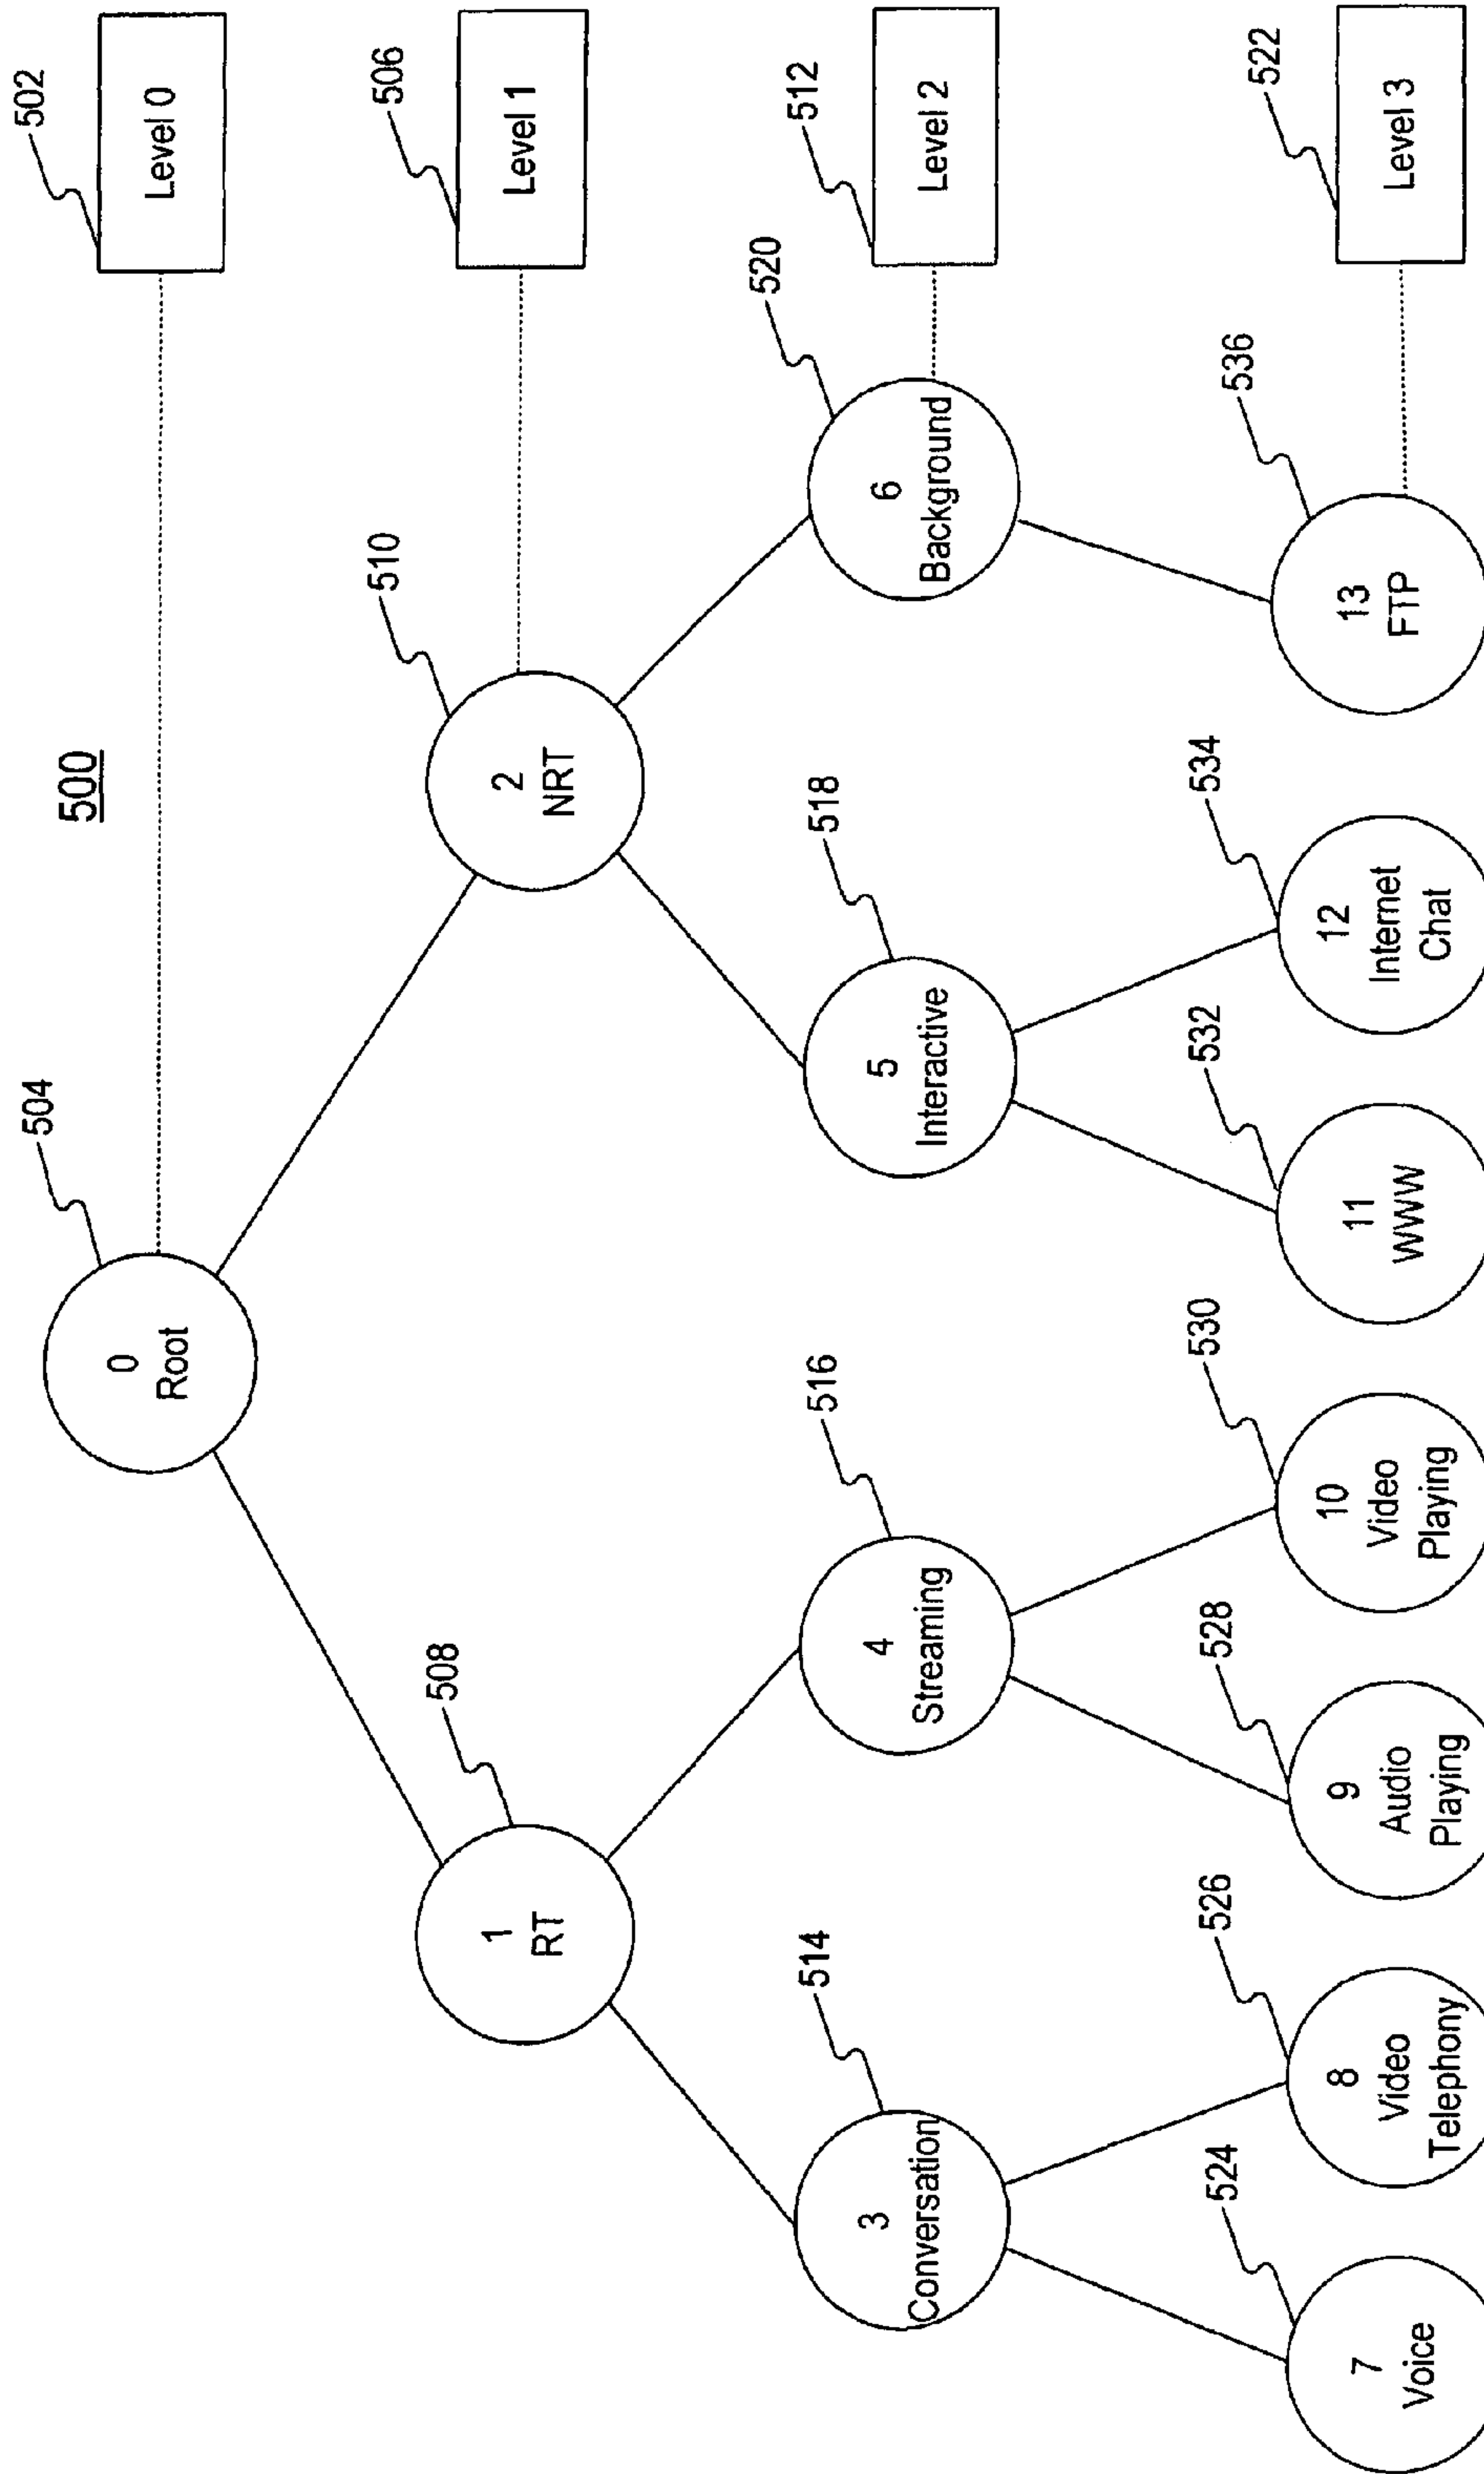 500
502
Level 0
504
0
Root
506
Level 1
508
1
RT
510
2
NRT
512
Level 2
514
3
Conversation
516
4
Streaming
518
5
Interactive
520
6
Background
522
Level 3
524
7
Voice
526
8
Video
Telephony
528
9
Audio
Playing
530
10
Video
Playing
532
11
WWW
534
12
Internet
Chat
536
13
FTP